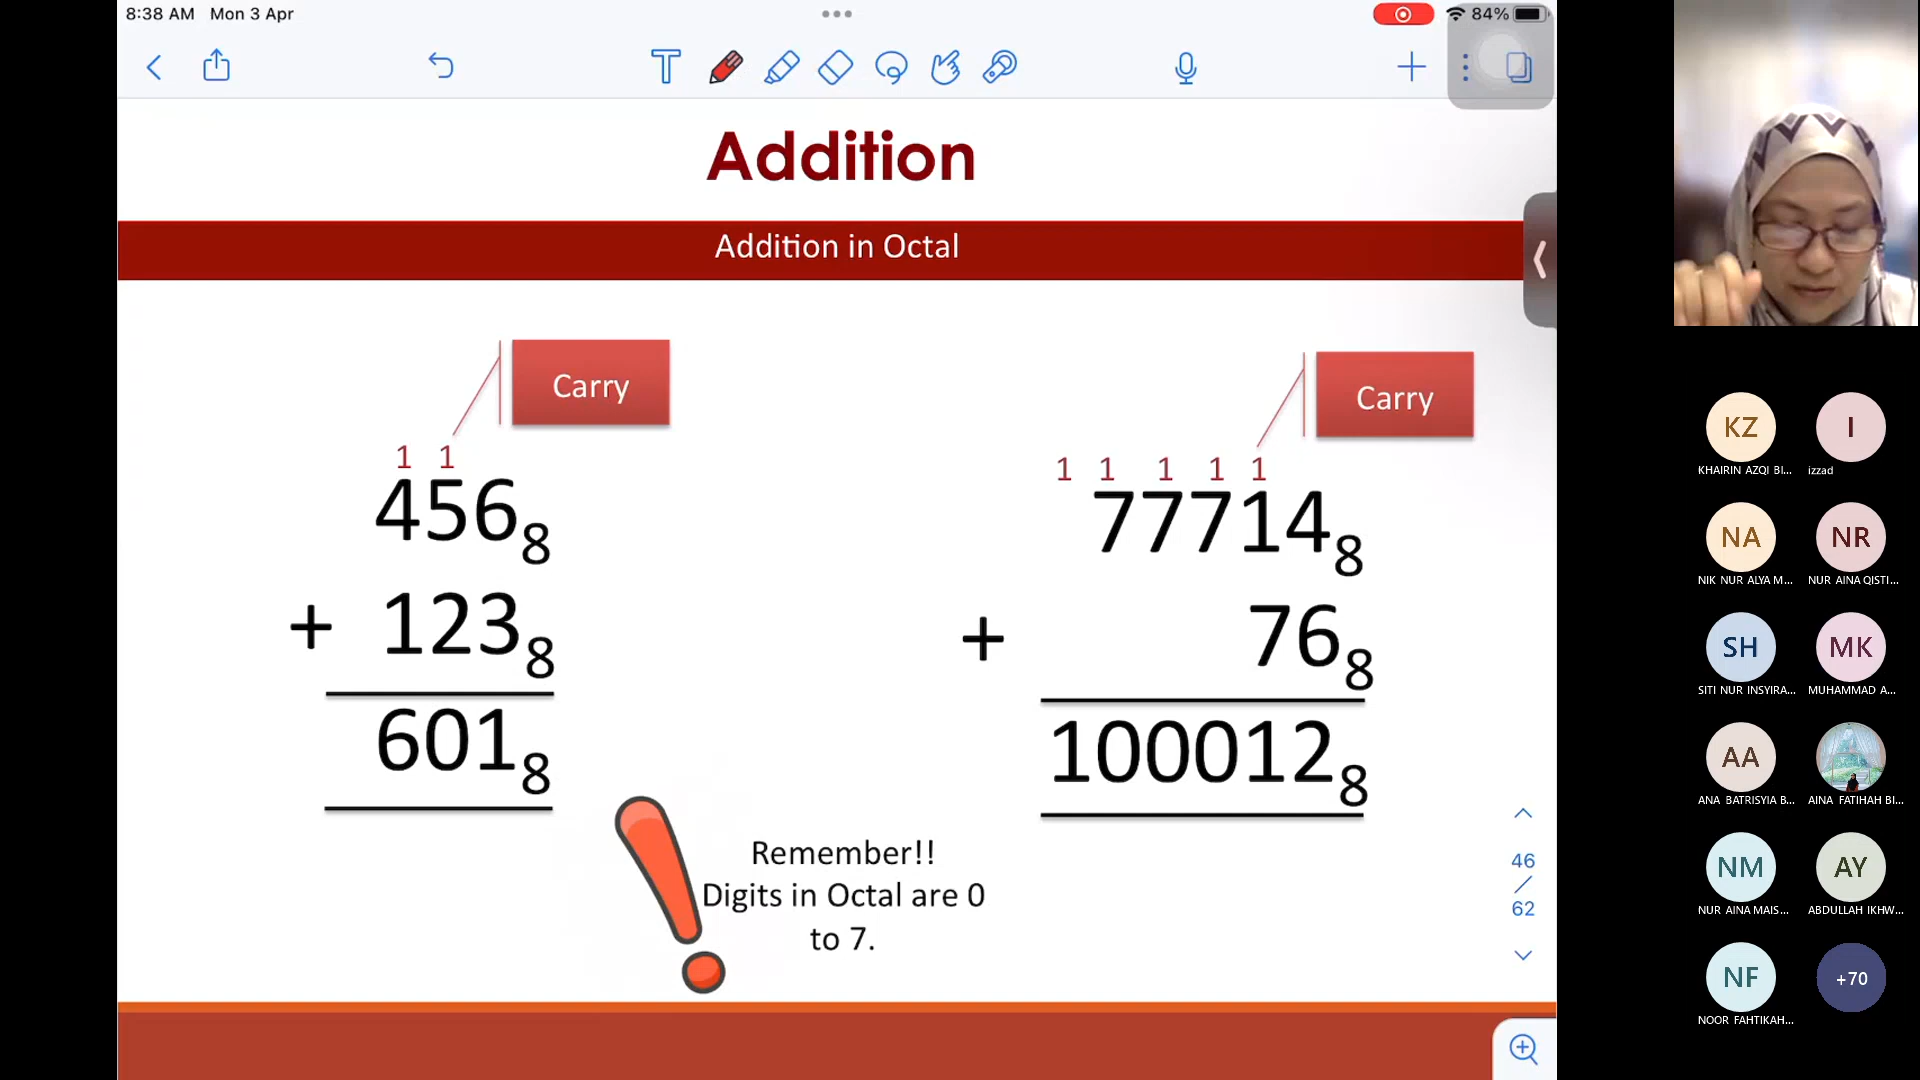 8:38 AM Mon 3 Apr
84%
T
Addition
Addition in Octal
Carry
Carry
1 1
1 1 1 1 1
456₈
77714₈
+ 123₈
+ 76₈
601₈
100012₈
Remember!!
Digits in Octal are 0
to 7.
46
62
KZ
KHAIRIN AZQI BI...
I
izzad
NA
NIK NUR ALYA M...
NR
NUR AINA QISTI...
SH
SITI NUR INSYIRA...
MK
MUHAMMAD A...
AA
ANA BATRISYIA B...
AINA FATIHAH BI...
NM
NUR AINA MAIS...
AY
ABDULLAH IKHW...
NF
NOOR FAHTIKAH...
+70